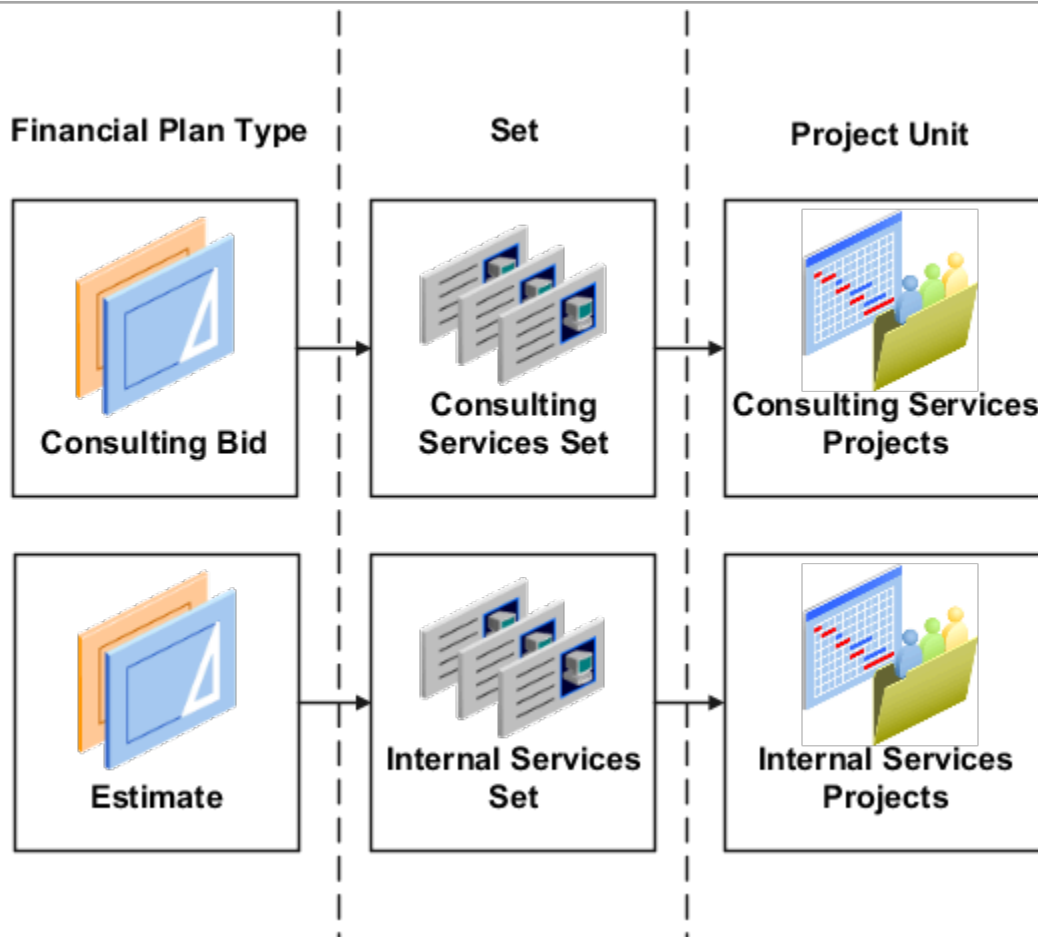 Financial Plan Type
Set
Project Unit
Consulting Bid
Consulting
Services Set
Consulting Services
Projects
Estimate
Internal Services
Set
Internal Services
Projects